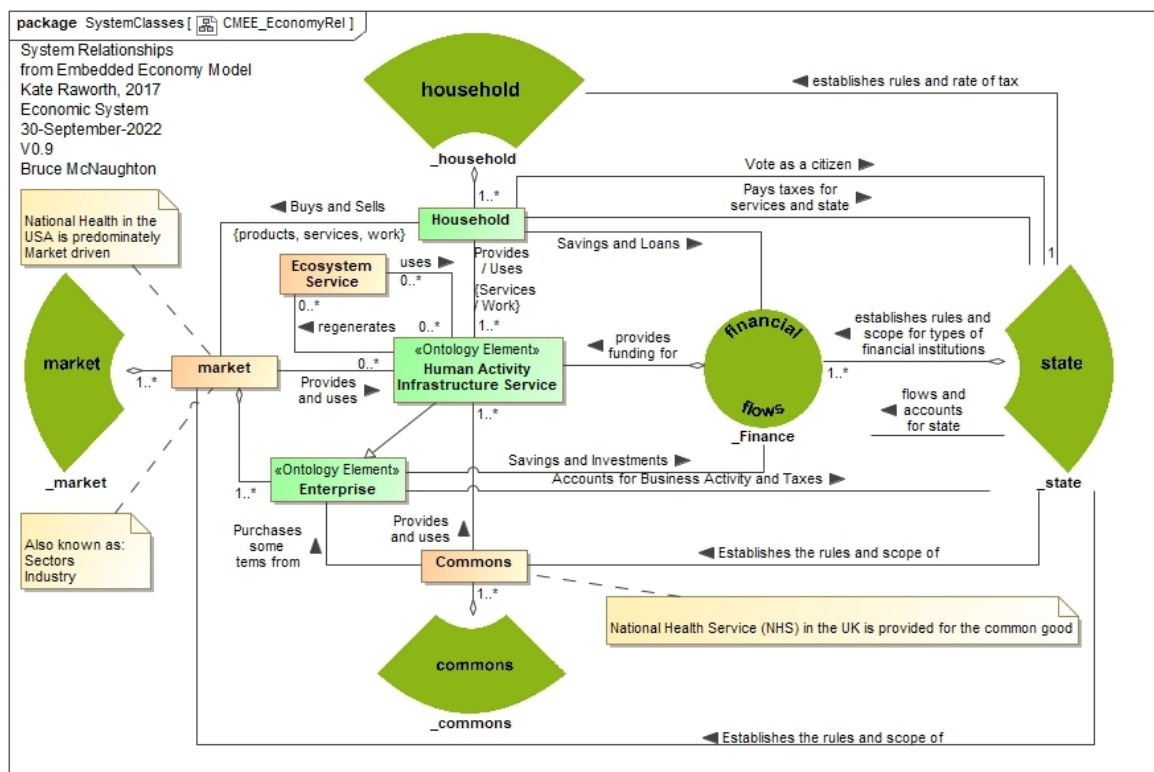 package SystemClasses [ CMEE_EconomyRel ]
System Relationships
from Embedded Economy Model
Kate Raworth, 2017
Economic System
30-September-2022
V0.9
Bruce McNaughton
household
_household
1..*
◀ establishes rules and rate of tax
Vote as a citizen ▶
Pays taxes for ▶
services and state
National Health in the
USA is predominately
Market driven
◀ Buys and Sells
{products, services, work}
Household
Savings and Loans ▶
1
Ecosystem
Service
uses ▶
0..*
0..*
Provides
/ Uses
{Services
/ Work}
◀ regenerates
0..*
1..*
0..*
market
market
1..*
_market
Provides
and uses ▶
«Ontology Element»
Human Activity
Infrastructure Service
1..*
◀ provides
funding for
financial
flows
_Finance
establishes rules and
◀ scope for types of
financial institutions
1..*
flows and
◀ accounts
for state
state
_state
«Ontology Element»
Enterprise
1..*
Savings and Investments ▶
Accounts for Business Activity and Taxes ▶
Also known as:
Sectors
Industry
Purchases
some ▲
tems from
Provides
and uses ▲
Commons
1..*
◀ Establishes the rules and scope of
National Health Service (NHS) in the UK is provided for the common good
commons
_commons
◀ Establishes the rules and scope of